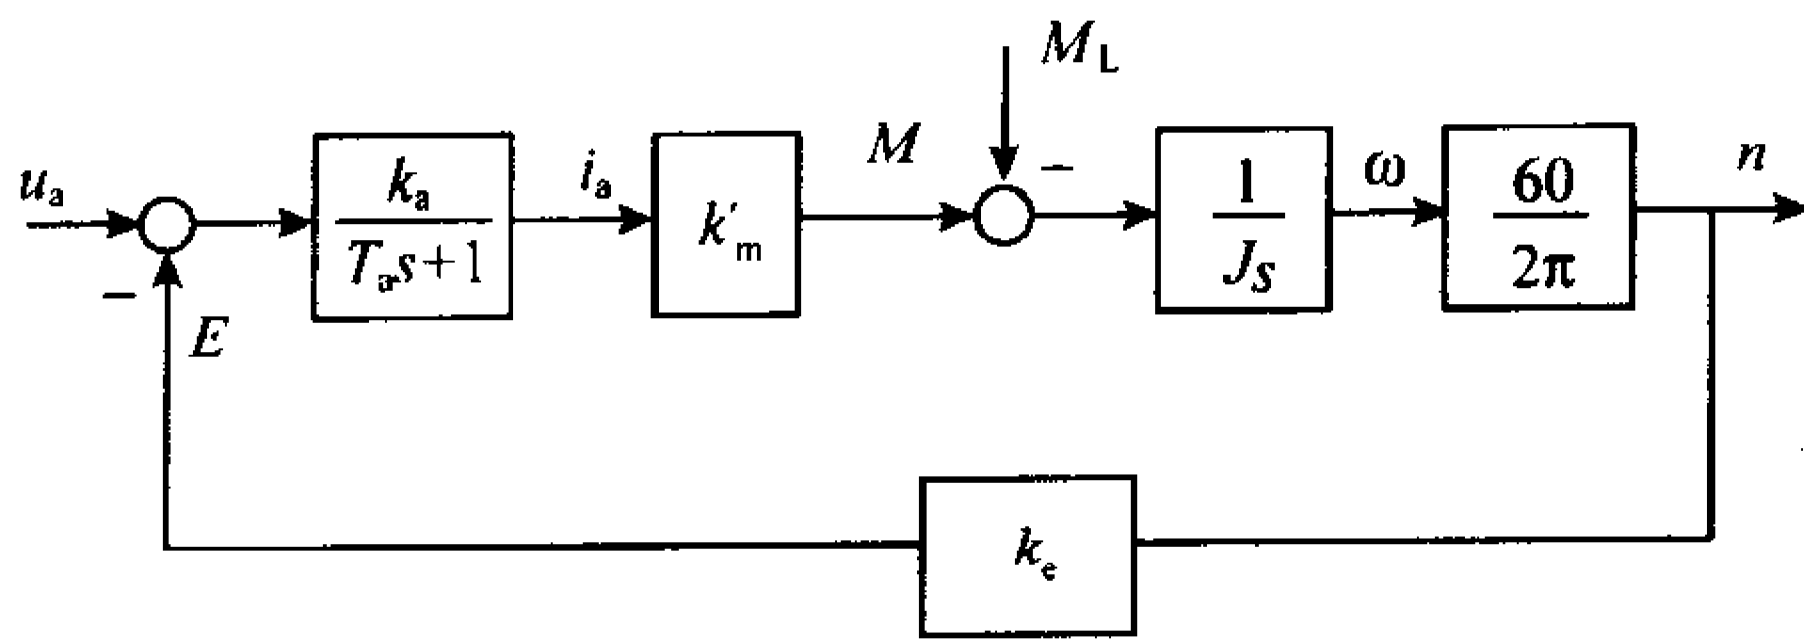 M_L
u_a
−
k_a
T_a s+1
i_a
k'_m
M
−
1
Js
ω
60
2π
n
E
k_e